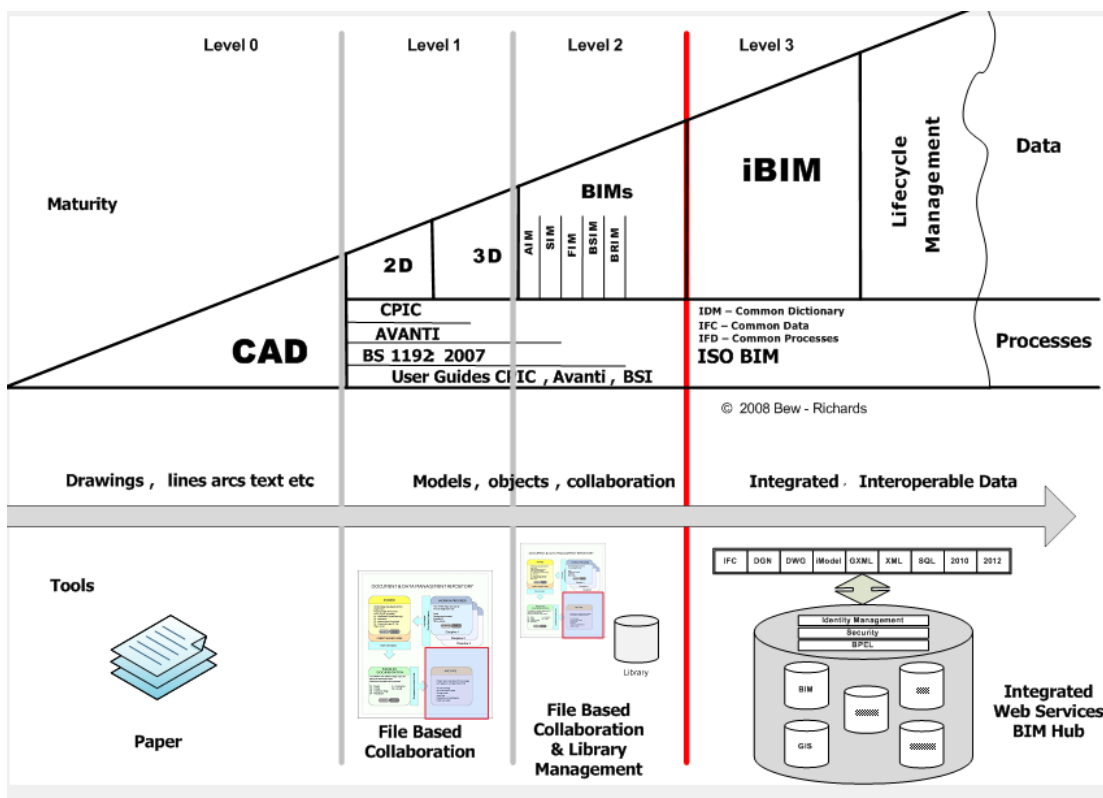 Level 0
Level 1
Level 2
Level 3
Maturity
Data
Processes
CAD
2D
3D
BIMs
AIM
SIM
FIM
BSIM
BRIM
iBIM
Lifecycle
Management
CPIC
AVANTI
BS 1192: 2007
User Guides CPIC , Avanti , BSI
IDM – Common Dictionary
IFC – Common Data
IFD – Common Processes
ISO BIM
© 2008 Bew - Richards
Drawings , lines arcs text etc
Models , objects , collaboration
Integrated , Interoperable Data
Tools
Paper
DOCUMENT & DATA MANAGEMENT REPOSITORY
File Based
Collaboration
Library
File Based
Collaboration
& Library
Management
IFC DGN DWG iModel GXML XML SQL 2010 2012
Identity Management
Security
BPEL
BIM
GIS
Integrated
Web Services
BIM Hub